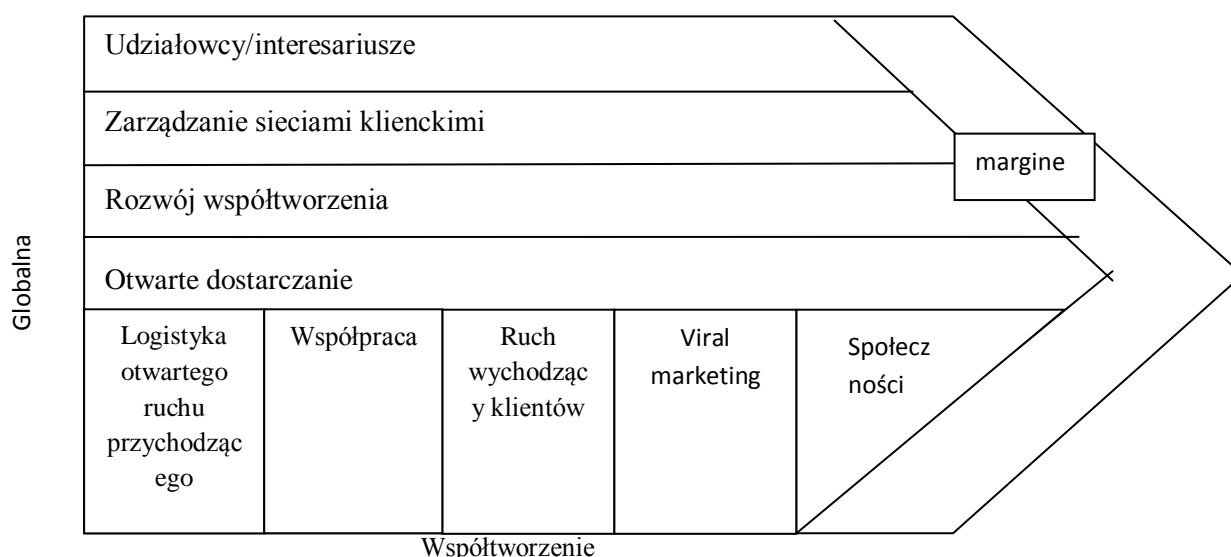 Udziałowcy/interesariusze
Zarządzanie sieciami klienckimi
margine
Rozwój współtworzenia
Globalna
Otwarte dostarczanie
Logistyka
otwartego
ruchu
przychodząc
ego
Współpraca
Ruch
wychodząc
y klientów
Viral
marketing
Społecz
ności
Współtworzenie